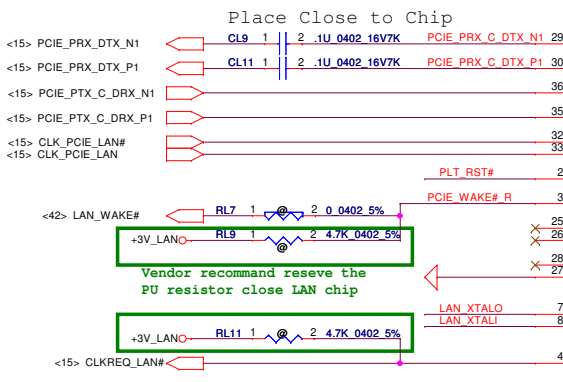 Place Close to Chip
<15> PCIE_PRX_DTX_N1 CL9 1 2 .1U_0402_16V7K PCIE_PRX_C_DTX_N1 29
<15> PCIE_PRX_DTX_P1 CL11 1 2 .1U_0402_16V7K PCIE_PRX_C_DTX_P1 30
<15> PCIE_PTX_C_DRX_N1 36
<15> PCIE_PTX_C_DRX_P1 35
<15> CLK_PCIE_LAN# 32
<15> CLK_PCIE_LAN 33
PLT_RST# 2
PCIE_WAKE#_R 3
<42> LAN_WAKE# RL7 1 @ 2 0_0402_5%
25
+3V_LAN RL9 1 @ 2 4.7K_0402_5% 26
28
Vendor recommand reseve the 27
PU resistor close LAN chip
LAN_XTALO 7
LAN_XTALI 8
+3V_LAN RL11 1 @ 2 4.7K_0402_5%
<15> CLKREQ_LAN# 4